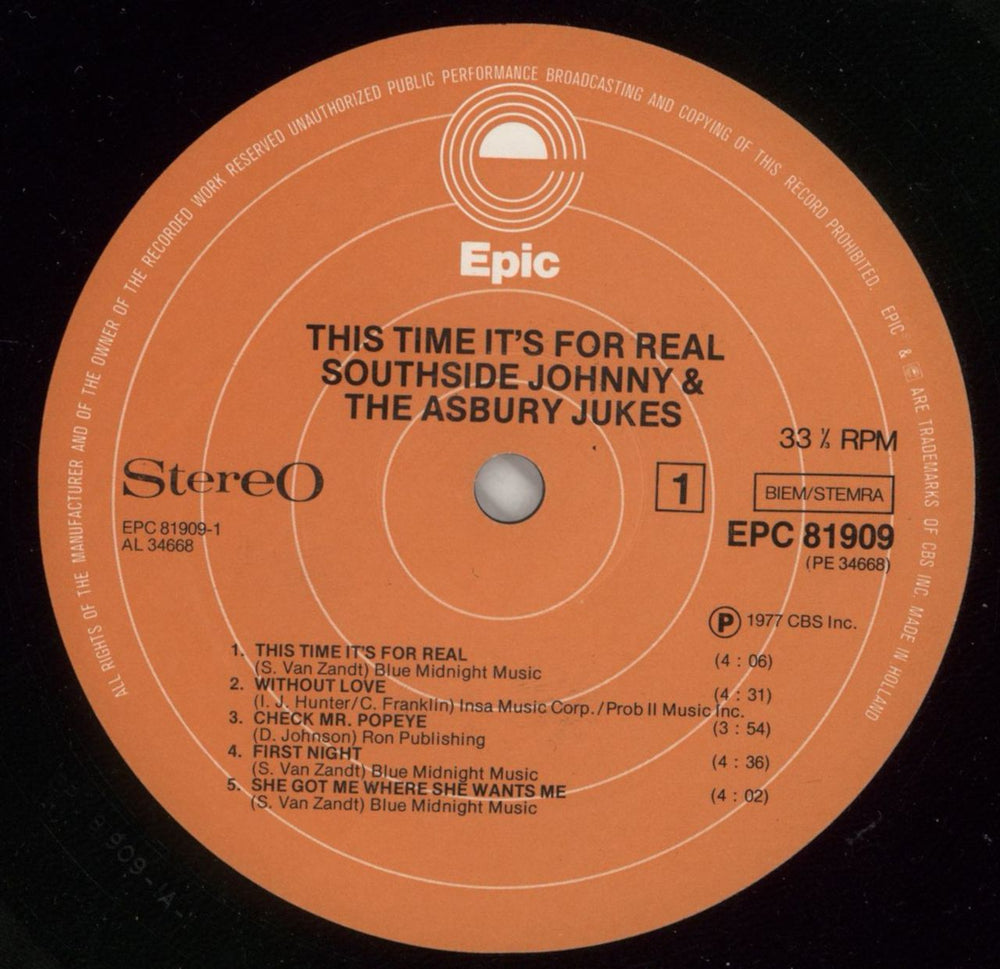 ALL RIGHTS OF THE MANUFACTURER AND OF THE OWNER OF THE RECORDED WORK RESERVED UNAUTHORIZED PUBLIC PERFORMANCE BROADCASTING AND COPYING OF THIS RECORD PROHIBITED. EPIC & ARE TRADEMARKS OF CBS INC. MADE IN HOLLAND
Epic
THIS TIME IT'S FOR REAL
SOUTHSIDE JOHNNY &
THE ASBURY JUKES
33 ⅓ RPM
StereO
1
BIEM/STEMRA
EPC 81909-1
AL 34668
EPC 81909
(PE 34668)
Ⓟ 1977 CBS Inc.
1. THIS TIME IT'S FOR REAL (4 : 06)
(S. Van Zandt) Blue Midnight Music
2. WITHOUT LOVE (4 : 31)
(I. J. Hunter/C. Franklin) Insa Music Corp./Prob II Music Inc.
3. CHECK MR. POPEYE (3 : 54)
(D. Johnson) Ron Publishing
4. FIRST NIGHT (4 : 36)
(S. Van Zandt) Blue Midnight Music
5. SHE GOT ME WHERE SHE WANTS ME (4 : 02)
(S. Van Zandt) Blue Midnight Music